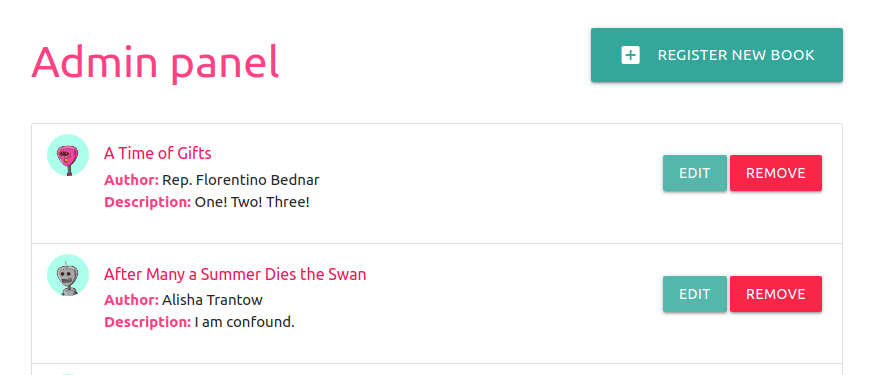 Admin panel
REGISTER NEW BOOK
A Time of Gifts
Author: Rep. Florentino Bednar
Description: One! Two! Three!
EDIT
REMOVE
After Many a Summer Dies the Swan
Author: Alisha Trantow
Description: I am confound.
EDIT
REMOVE